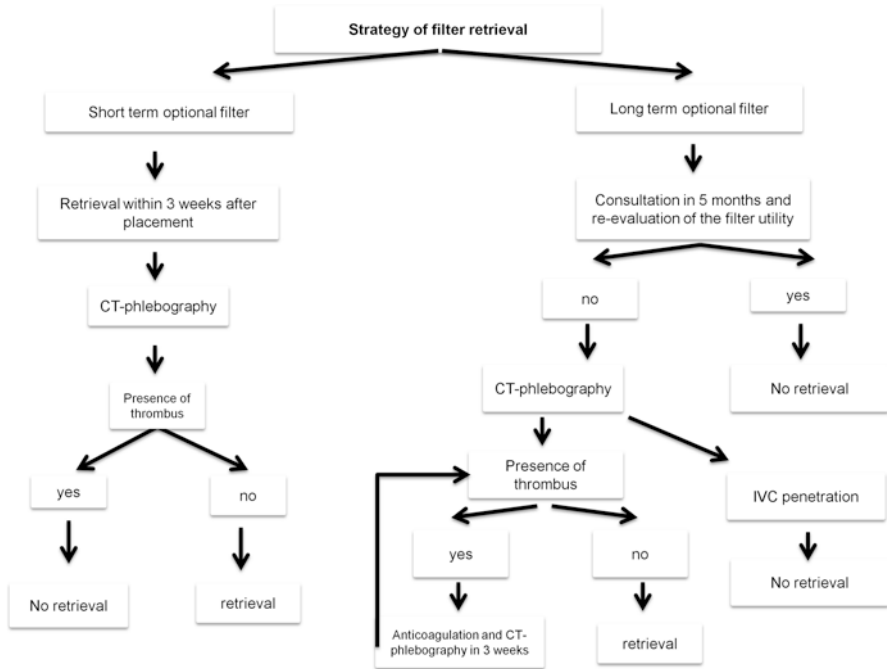 Strategy of filter retrieval
Short term optional filter
Long term optional filter
Retrieval within 3 weeks after
placement
Consultation in 5 months and
re-evaluation of the filter utility
CT-phlebography
no
yes
Presence of
thrombus
CT-phlebography
No retrieval
yes
no
Presence of
thrombus
IVC penetration
No retrieval
retrieval
yes
no
No retrieval
Anticoagulation and CT-
phlebography in 3 weeks
retrieval